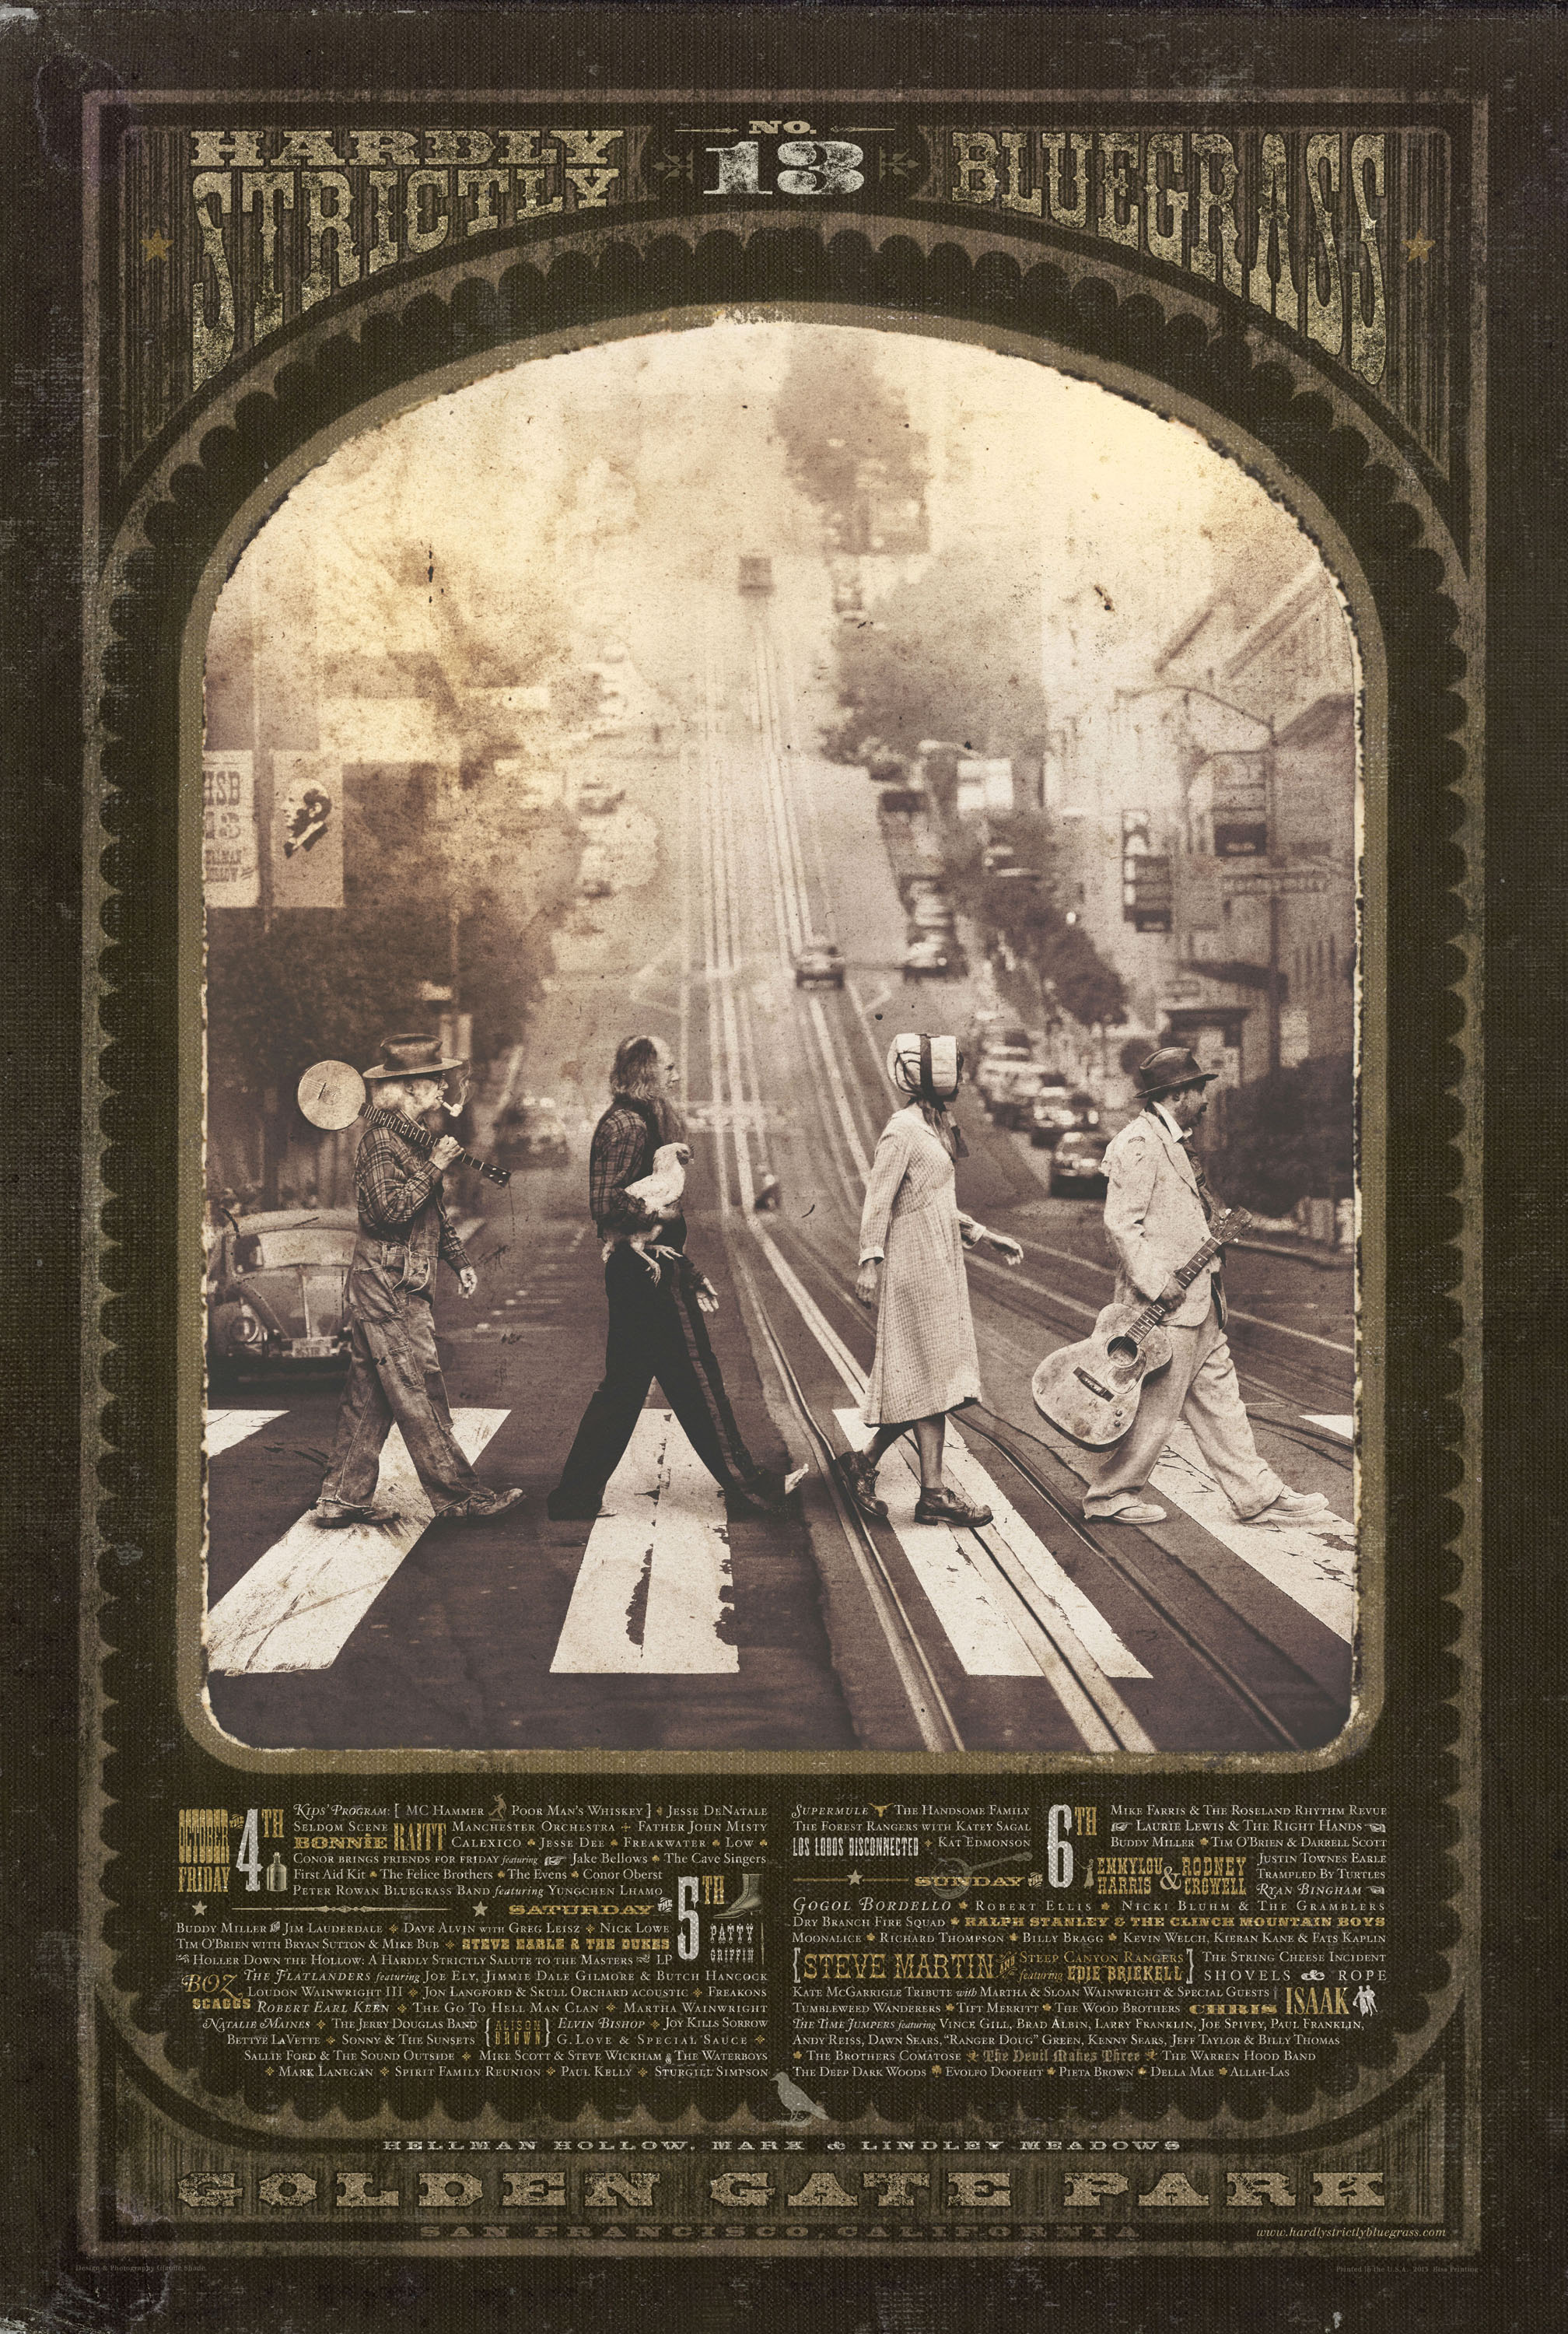 HARDLY
STRICTLY
NO.
13
BLUEGRASS
HSB
13
OCTOBER THE 4TH
FRIDAY
KIDS' PROGRAM: [ MC HAMMER POOR MAN'S WHISKEY ] JESSE DENATALE
SELDOM SCENE MANCHESTER ORCHESTRA FATHER JOHN MISTY
BONNIE RAITT CALEXICO JESSE DEE FREAKWATER LOW
CONOR BRINGS FRIENDS FOR FRIDAY featuring JAKE BELLOWS THE CAVE SINGERS
FIRST AID KIT THE FELICE BROTHERS THE EVENS CONOR OBERST
PETER ROWAN BLUEGRASS BAND featuring YUNGCHEN LHAMO
SATURDAY THE 5TH
BUDDY MILLER & JIM LAUDERDALE DAVE ALVIN WITH GREG LEISZ NICK LOWE
PATTY GRIFFIN
TIM O'BRIEN WITH BRYAN SUTTON & MIKE BUB STEVE EARLE & THE DUKES
HOLLER DOWN THE HOLLOW: A HARDLY STRICTLY SALUTE TO THE MASTERS LP
BOZ SCAGGS THE FLATLANDERS featuring JOE ELY, JIMMIE DALE GILMORE & BUTCH HANCOCK
LOUDON WAINWRIGHT III JON LANGFORD & SKULL ORCHARD ACOUSTIC FREAKONS
ROBERT EARL KEEN THE GO TO HELL MAN CLAN MARTHA WAINWRIGHT
NATALIE MAINES THE JERRY DOUGLAS BAND { ALISON BROWN } ELVIN BISHOP JOY KILLS SORROW
BETTYE LAVETTE SONNY & THE SUNSETS G. LOVE & SPECIAL SAUCE
SALLIE FORD & THE SOUND OUTSIDE MIKE SCOTT & STEVE WICKHAM THE WATERBOYS
MARK LANEGAN SPIRIT FAMILY REUNION PAUL KELLY STURGILL SIMPSON
SUPERMULE THE HANDSOME FAMILY
THE FOREST RANGERS WITH KATEY SAGAL
LOS LOBOS DISCONNECTED KAT EDMONSON
SUNDAY THE 6TH
MIKE FARRIS & THE ROSELAND RHYTHM REVUE
LAURIE LEWIS & THE RIGHT HANDS
BUDDY MILLER TIM O'BRIEN & DARRELL SCOTT
EMMYLOU HARRIS & RODNEY CROWELL
JUSTIN TOWNES EARLE
TRAMPLED BY TURTLES
RYAN BINGHAM
GOGOL BORDELLO ROBERT ELLIS NICKI BLUHM & THE GRAMBLERS
DRY BRANCH FIRE SQUAD RALPH STANLEY & THE CLINCH MOUNTAIN BOYS
MOONALICE RICHARD THOMPSON BILLY BRAGG KEVIN WELCH, KIERAN KANE & FATS KAPLIN
[ STEVE MARTIN AND STEEP CANYON RANGERS featuring EDIE BRICKELL ] THE STRING CHEESE INCIDENT
SHOVELS & ROPE
KATE MCGARRIGLE TRIBUTE with MARTHA & SLOAN WAINWRIGHT & SPECIAL GUESTS
TUMBLEWEED WANDERERS TIFT MERRITT THE WOOD BROTHERS CHRIS ISAAK
THE TIME JUMPERS featuring VINCE GILL, BRAD ALBIN, LARRY FRANKLIN, JOE SPIVEY, PAUL FRANKLIN,
ANDY REISS, DAWN SEARS, "RANGER DOUG" GREEN, KENNY SEARS, JEFF TAYLOR & BILLY THOMAS
THE BROTHERS COMATOSE The Devil Makes Three THE WARREN HOOD BAND
THE DEEP DARK WOODS EVOLFO DOOFEHT PIETA BROWN DELLA MAE ALLAH-LAS
HELLMAN HOLLOW, MARX & LINDLEY MEADOWS
GOLDEN GATE PARK
SAN FRANCISCO, CALIFORNIA
www.hardlystrictlybluegrass.com
Printed in the U.S.A. 2013